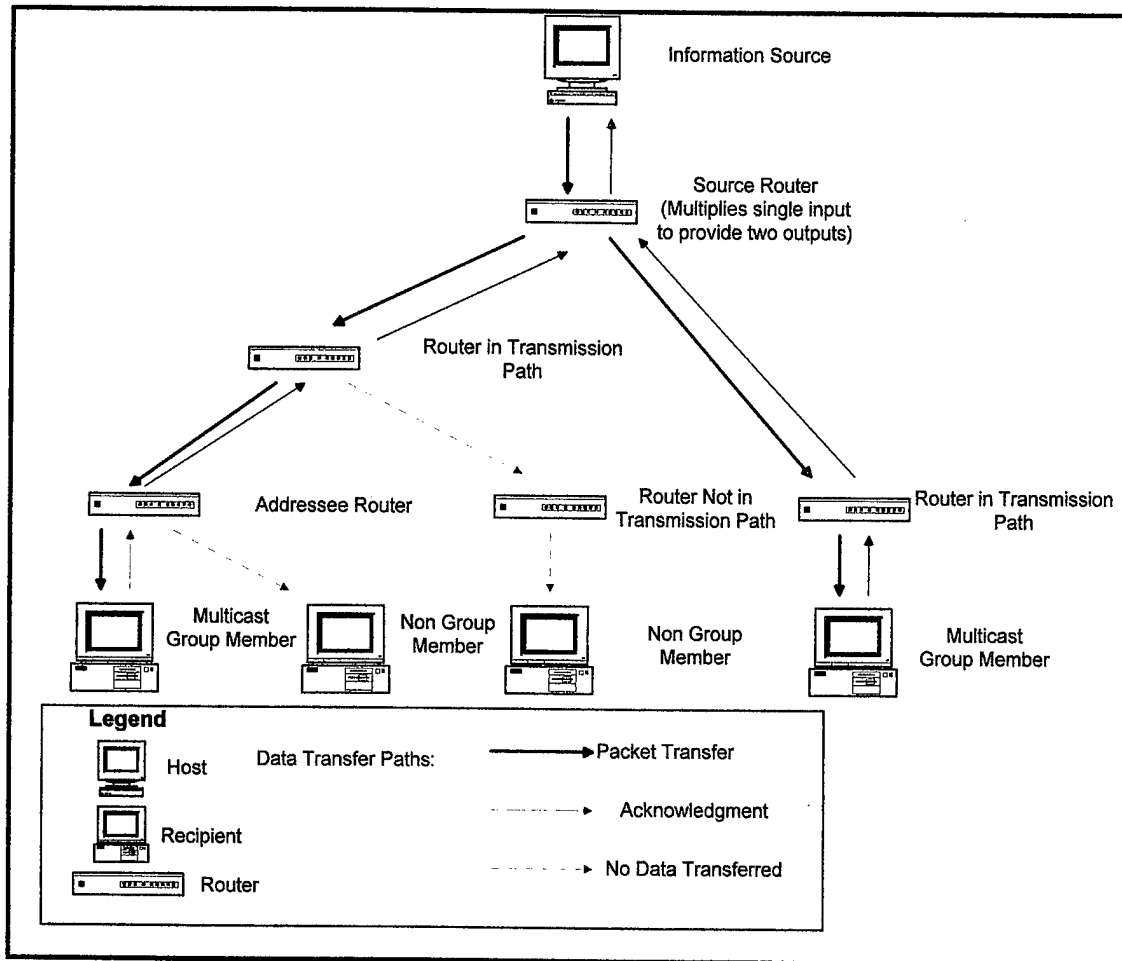 Information Source
Source Router
(Multiplies single input
to provide two outputs)
Router in Transmission
Path
Addressee Router
Router Not in
Transmission Path
Router in Transmission
Path
Multicast
Group Member
Non Group
Member
Non Group
Member
Multicast
Group Member
Legend
Host
Data Transfer Paths:
Packet Transfer
Acknowledgment
Recipient
No Data Transferred
Router